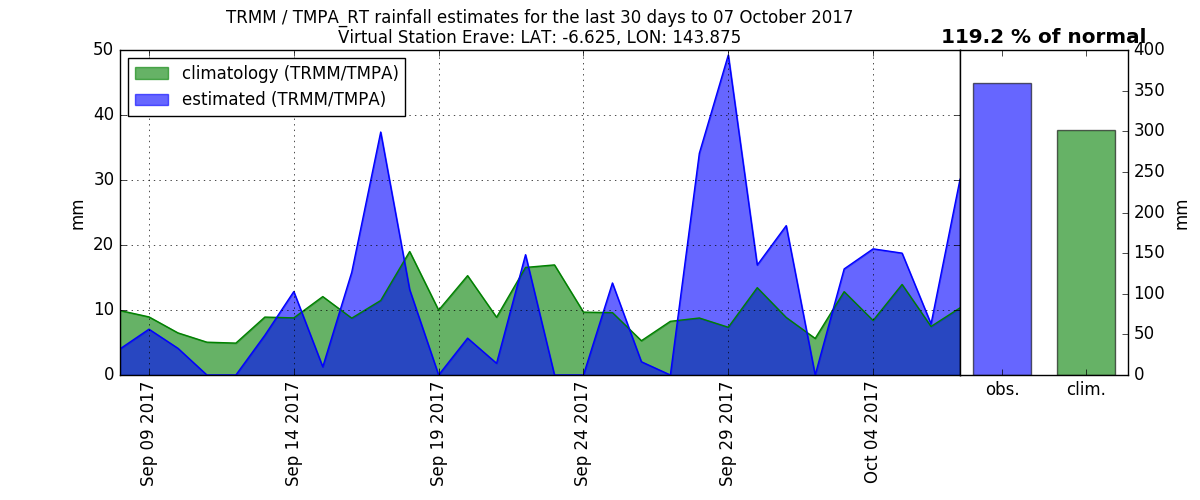 TRMM / TMPA_RT rainfall estimates for the last 30 days to 07 October 2017
Virtual Station Erave: LAT: -6.625, LON: 143.875
119.2 % of normal
climatology (TRMM/TMPA)
estimated (TRMM/TMPA)
50
40
30
20
10
0
mm
Sep 09 2017
Sep 14 2017
Sep 19 2017
Sep 24 2017
Sep 29 2017
Oct 04 2017
obs.
clim.
400
350
300
250
200
150
100
50
0
mm